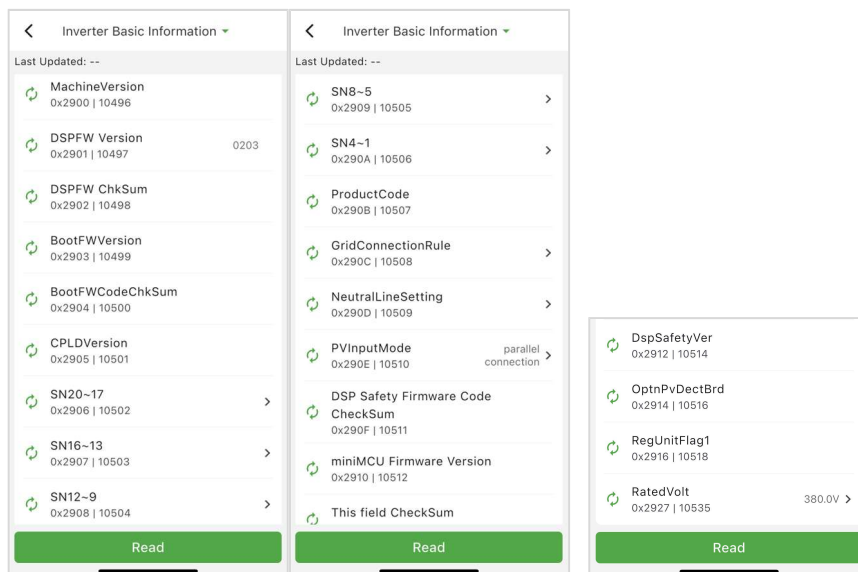 Inverter Basic Information
Last Updated: --
MachineVersion
0x2900 | 10496
DSPFW Version
0x2901 | 10497
0203
DSPFW ChkSum
0x2902 | 10498
BootFWVersion
0x2903 | 10499
BootFWCodeChkSum
0x2904 | 10500
CPLDVersion
0x2905 | 10501
SN20~17
0x2906 | 10502
SN16~13
0x2907 | 10503
SN12~9
0x2908 | 10504
Read
Inverter Basic Information
Last Updated: --
SN8~5
0x2909 | 10505
SN4~1
0x290A | 10506
ProductCode
0x290B | 10507
GridConnectionRule
0x290C | 10508
NeutralLineSetting
0x290D | 10509
PVInputMode
0x290E | 10510
parallel
connection
DSP Safety Firmware Code
CheckSum
0x290F | 10511
miniMCU Firmware Version
0x2910 | 10512
This field CheckSum
Read
DspSafetyVer
0x2912 | 10514
OptnPvDectBrd
0x2914 | 10516
RegUnitFlag1
0x2916 | 10518
RatedVolt
0x2927 | 10535
380.0V
Read